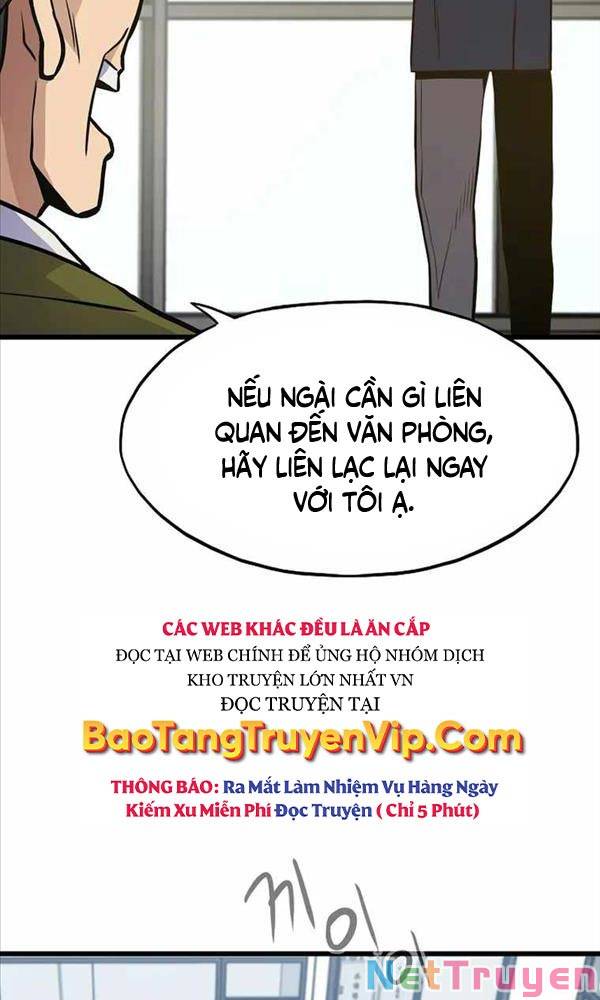 NẾU NGÀI CẦN GÌ LIÊN
QUAN ĐẾN VĂN PHÒNG,
HÃY LIÊN LẠC LẠI NGAY
VỚI TÔI Ạ.
CÁC WEB KHÁC ĐỀU LÀ ĂN CẮP
ĐỌC TẠI WEB CHÍNH ĐỂ ỦNG HỘ NHÓM DỊCH
KHO TRUYỆN LỚN NHẤT VN
ĐỌC TRUYỆN TẠI
BaoTangTruyenVip.Com
THÔNG BÁO: Ra Mắt Làm Nhiệm Vụ Hàng Ngày
Kiếm Xu Miễn Phí Đọc Truyện ( Chỉ 5 Phút)
끼이
NetTruyen